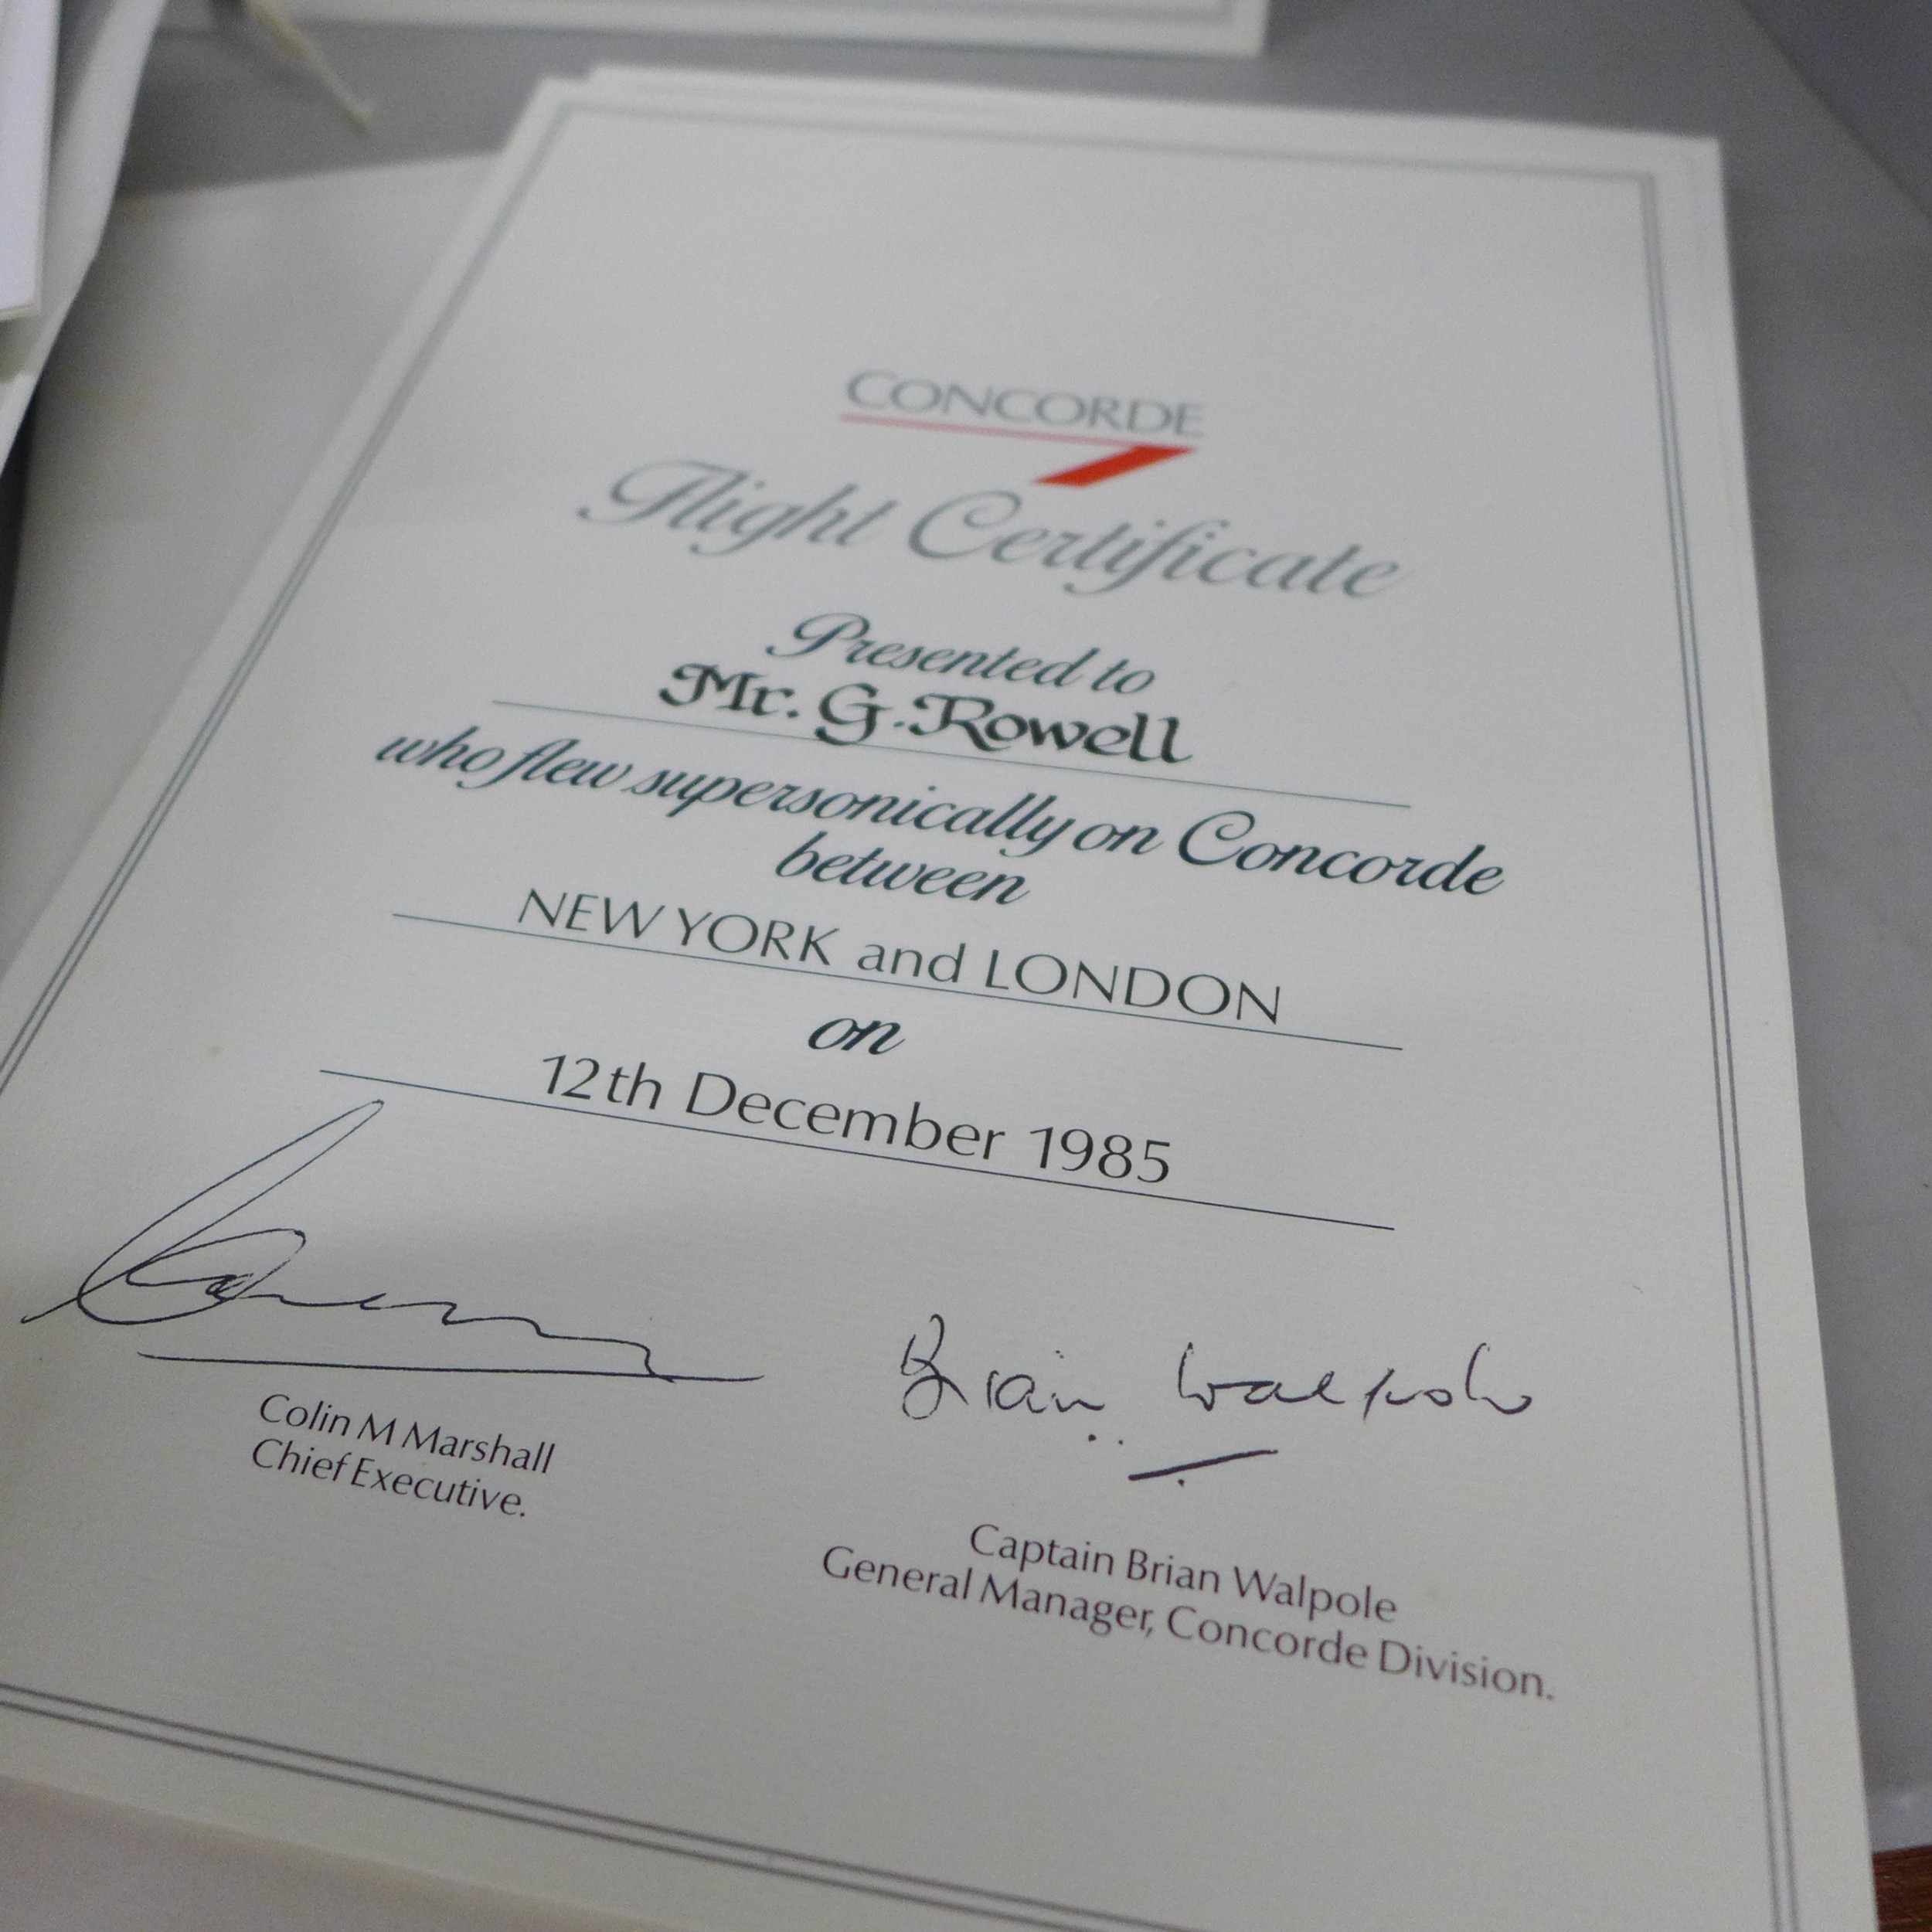 CONCORDE
Flight Certificate
Presented to
Mr. G. Rowell
who flew supersonically on Concorde
between
NEW YORK and LONDON
on
12th December 1985
Brian Walpole
Colin M Marshall
Chief Executive.
Captain Brian Walpole
General Manager, Concorde Division.